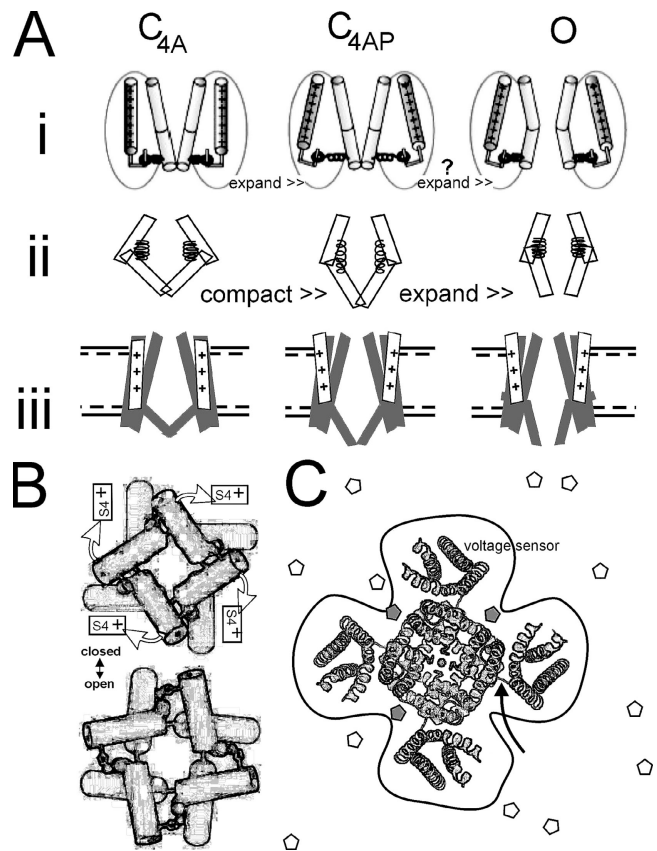 A
C4A C4AP O
i
+ + + + + + + + + + + +
?
expand >> expand >>
ii
compact >> expand >>
iii
+ + + + + + + + + + + + + + + + + +
B
S4+
S4+
S4+
S4+
closed
open
C
voltage sensor